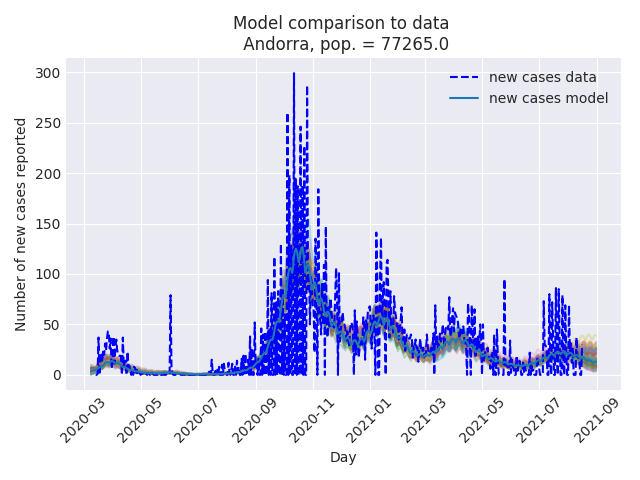 Model comparison to data
Andorra, pop. = 77265.0
new cases data
new cases model
Number of new cases reported
300
250
200
150
100
50
0
2020-03
2020-05
2020-07
2020-09
2020-11
2021-01
2021-03
2021-05
2021-07
2021-09
Day